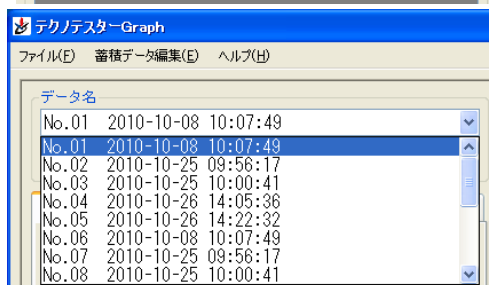 テクノテスターGraph
ファイル(F) 蓄積データ編集(E) ヘルプ(H)
データ名
No.01 2010-10-08 10:07:49
No.01 2010-10-08 10:07:49
No.02 2010-10-25 09:56:17
No.03 2010-10-25 10:00:41
No.04 2010-10-26 14:05:36
No.05 2010-10-26 14:22:32
No.06 2010-10-08 10:07:49
No.07 2010-10-25 09:56:17
No.08 2010-10-25 10:00:41